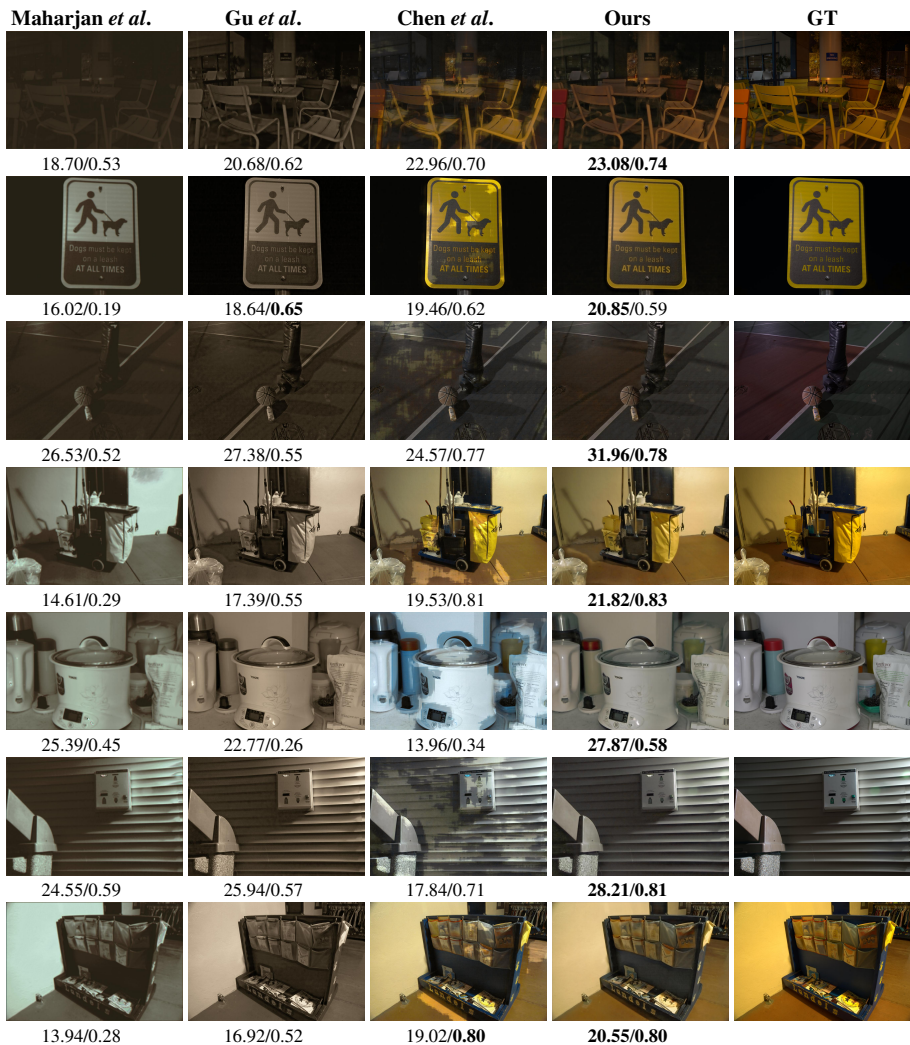 Maharjan et al. Gu et al. Chen et al. Ours GT
18.70/0.53 20.68/0.62 22.96/0.70 23.08/0.74
Dogs must be kept Dogs must be kept Dogs must be kept Dogs must be kept Dogs must be kept
on a leash on a leash on a leash on a leash on a leash
AT ALL TIMES AT ALL TIMES AT ALL TIMES AT ALL TIMES AT ALL TIMES
16.02/0.19 18.64/0.65 19.46/0.62 20.85/0.59
26.53/0.52 27.38/0.55 24.57/0.77 31.96/0.78
14.61/0.29 17.39/0.55 19.53/0.81 21.82/0.83
25.39/0.45 22.77/0.26 13.96/0.34 27.87/0.58
24.55/0.59 25.94/0.57 17.84/0.71 28.21/0.81
13.94/0.28 16.92/0.52 19.02/0.80 20.55/0.80